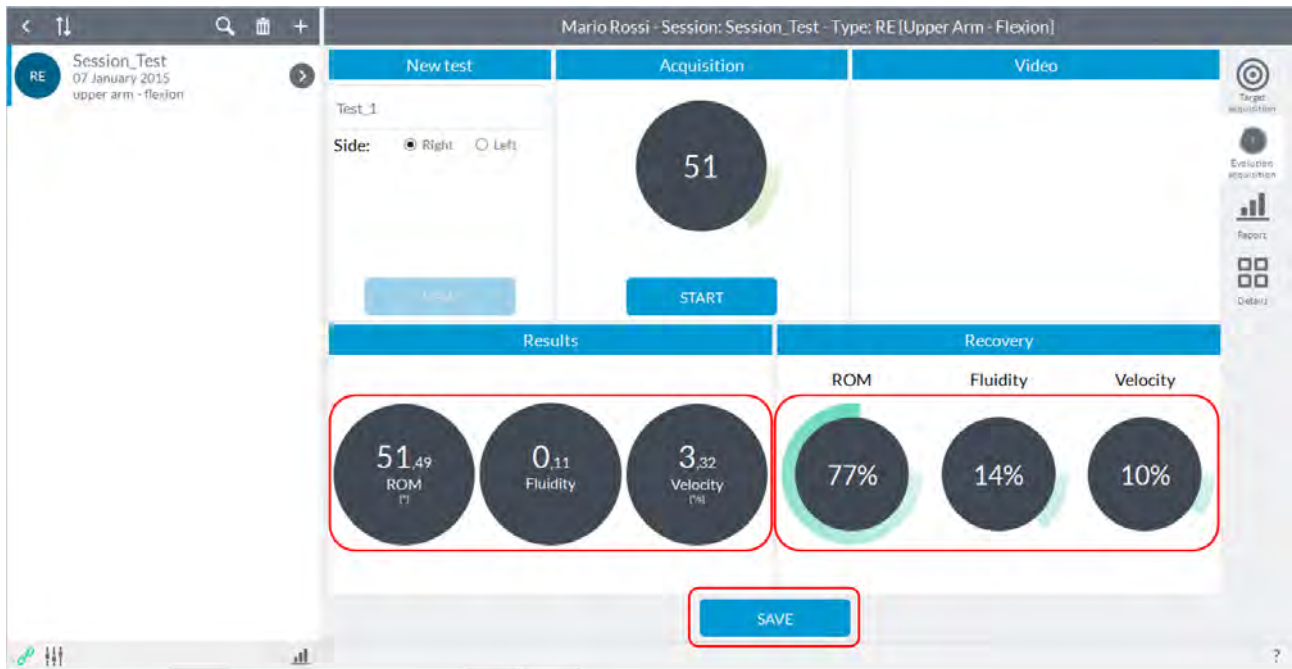 Mario Rossi - Session: Session_Test - Type: RE [Upper Arm - Flexion]
RE
Session_Test
07 January 2015
upper arm - flexion
New test
Acquisition
Video
Test_1
Side:
Right
Left
51
START
Target
acquisition
Evolution
acquisition
Report
Details
Results
Recovery
ROM
Fluidity
Velocity
51,49
ROM
[°]
0,11
Fluidity
3,32
Velocity
[°/s]
77%
14%
10%
SAVE
?